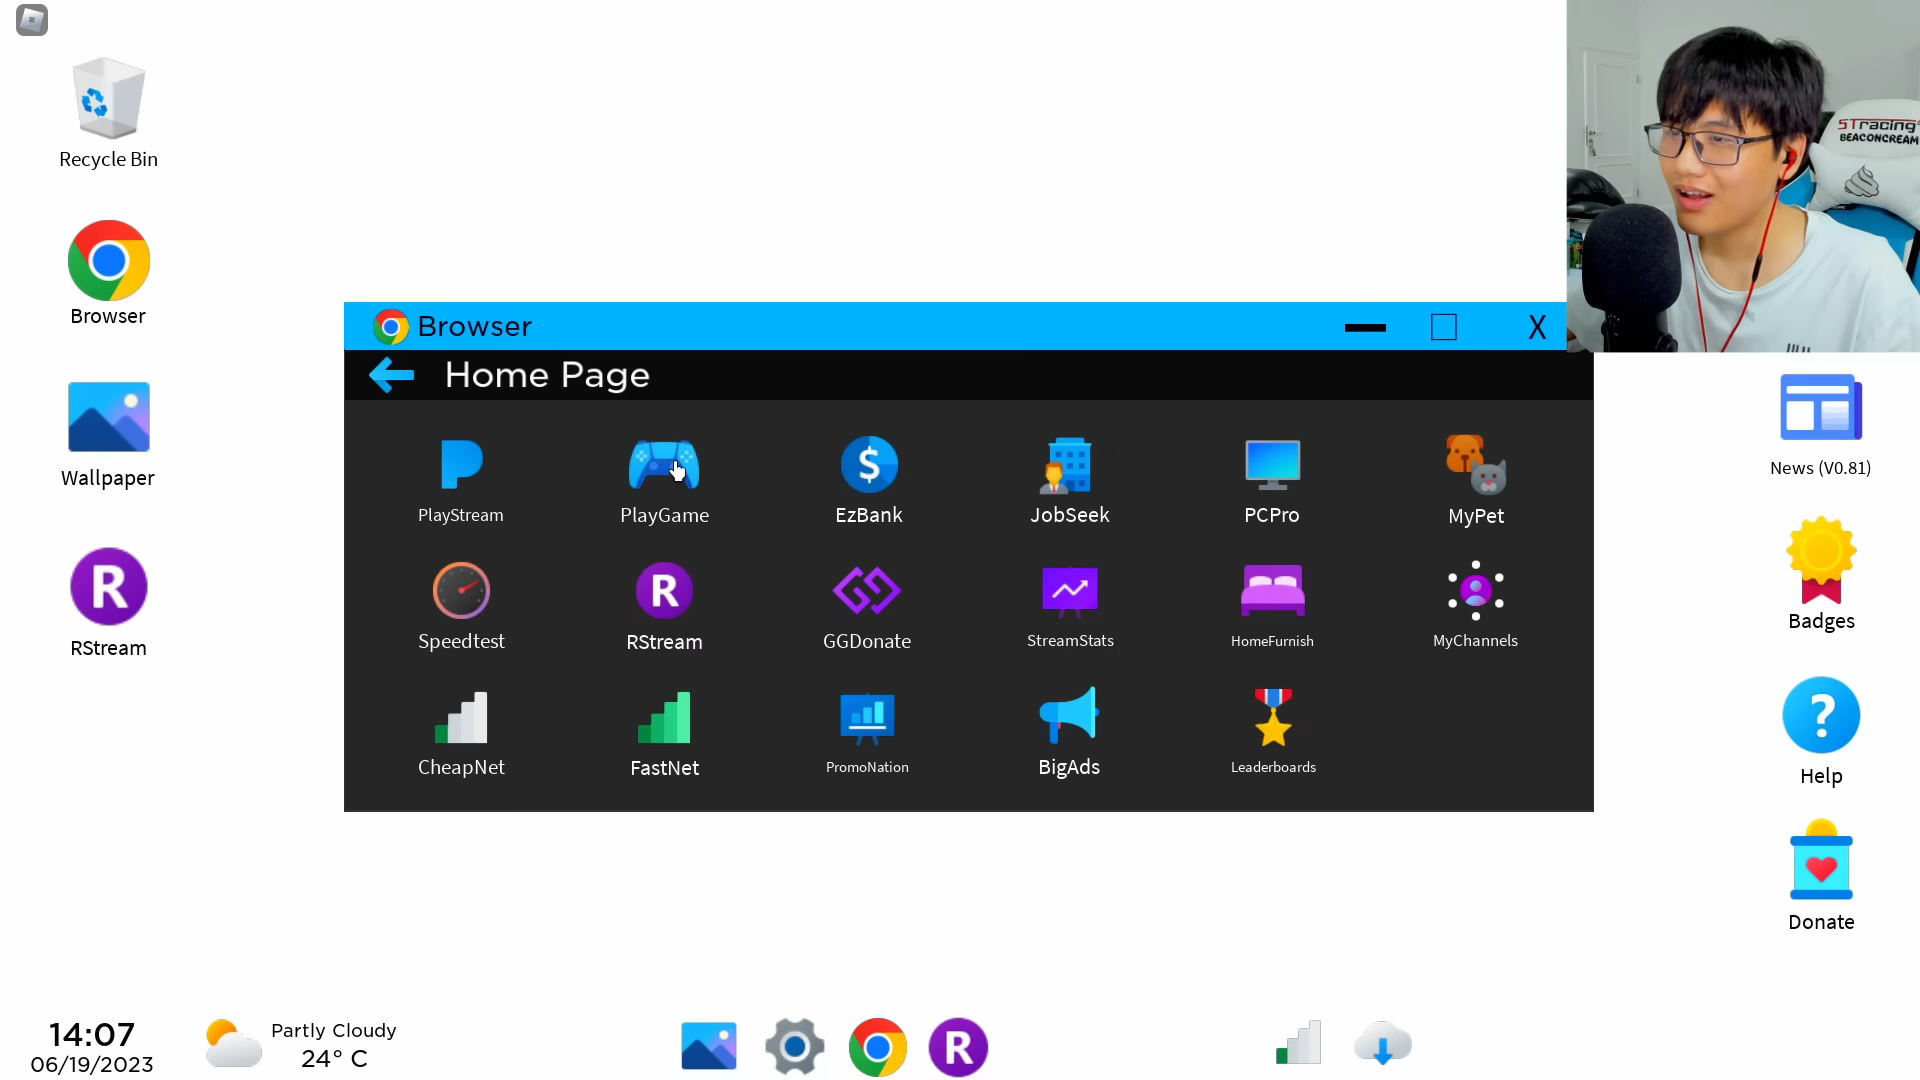 Recycle Bin
Browser
Wallpaper
R
RStream
Browser
X
Home Page
PlayStream
PlayGame
$
EzBank
JobSeek
PCPro
MyPet
Speedtest
R
RStream
GGDonate
StreamStats
HomeFurnish
MyChannels
CheapNet
FastNet
PromoNation
BigAds
Leaderboards
STracing
BEACONCREAM
News (V0.81)
Badges
?
Help
Donate
14:07
06/19/2023
Partly Cloudy
24° C
R